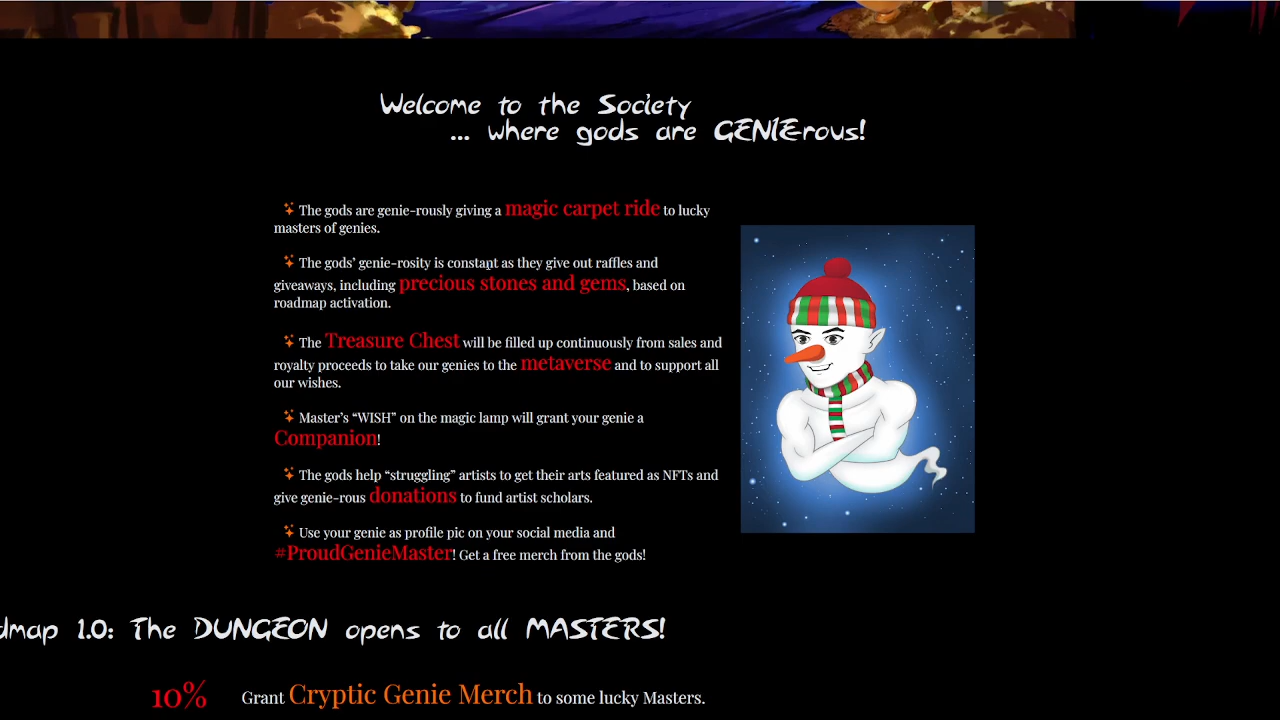 Welcome to the Society
... where gods are GENIE-rous!
The gods are genie-rously giving a magic carpet ride to lucky
masters of genies.
The gods’ genie-rosity is constant as they give out raffles and
giveaways, including precious stones and gems, based on
roadmap activation.
The Treasure Chest will be filled up continuously from sales and
royalty proceeds to take our genies to the metaverse and to support all
our wishes.
Master’s “WISH” on the magic lamp will grant your genie a
Companion!
The gods help “struggling” artists to get their arts featured as NFTs and
give genie-rous donations to fund artist scholars.
Use your genie as profile pic on your social media and
#ProudGenieMaster! Get a free merch from the gods!
dmap 1.0: The DUNGEON opens to all MASTERS!
10% Grant Cryptic Genie Merch to some lucky Masters.